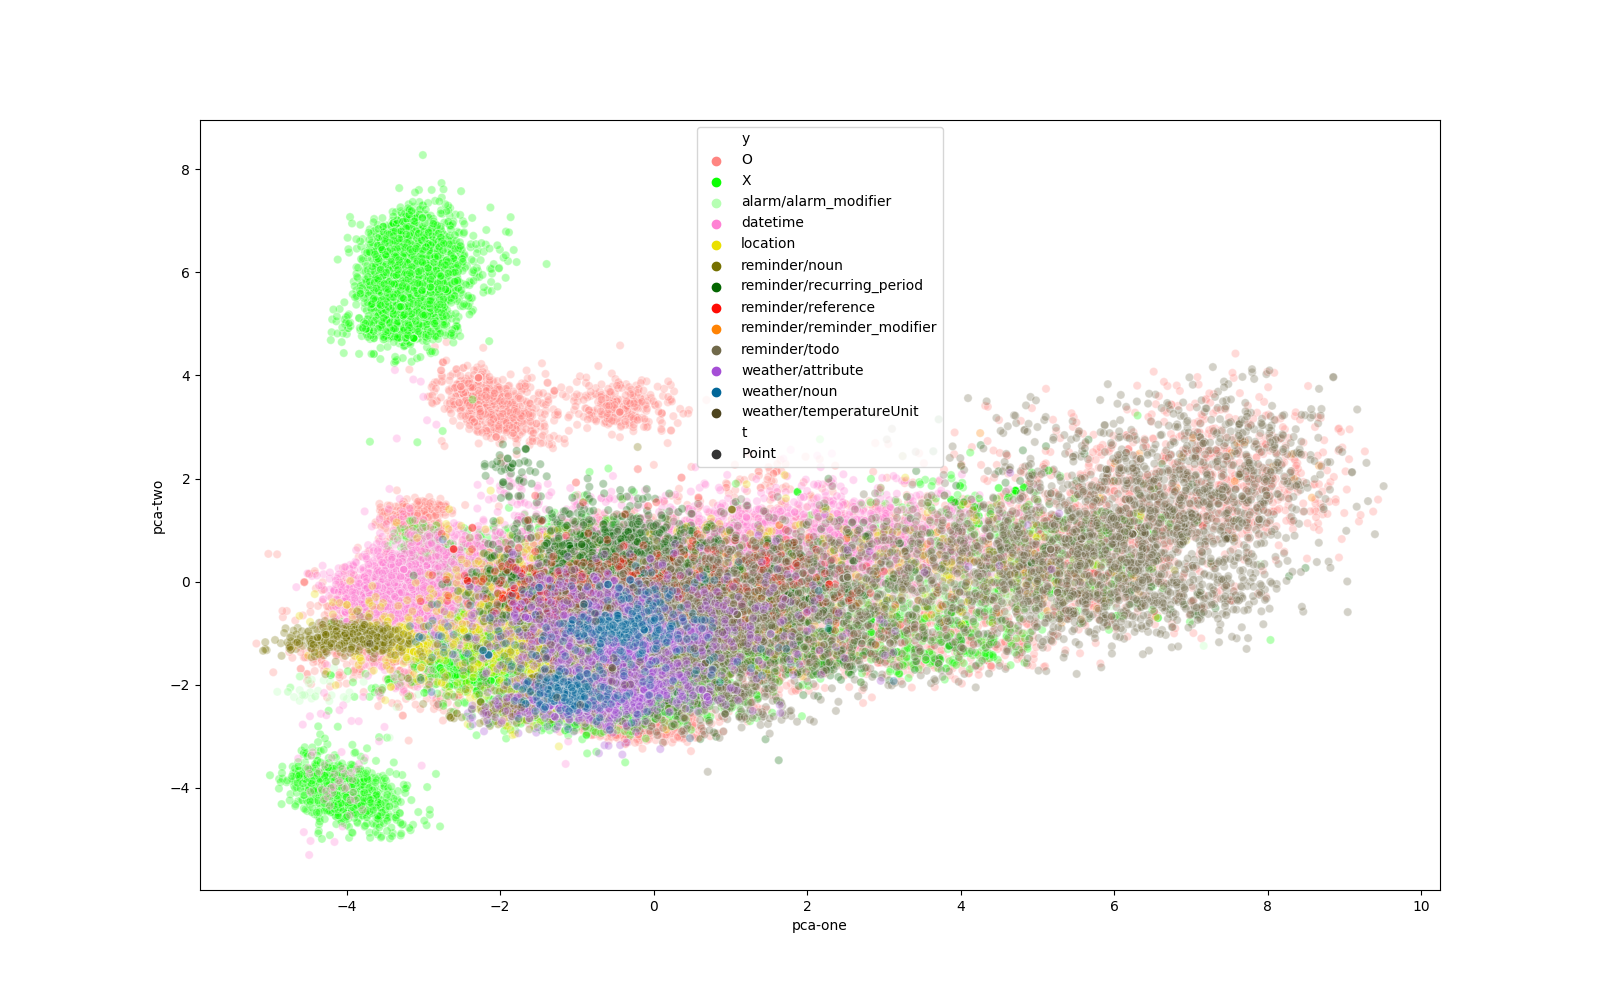 y
O
X
alarm/alarm_modifier
datetime
location
reminder/noun
reminder/recurring_period
reminder/reference
reminder/reminder_modifier
reminder/todo
weather/attribute
weather/noun
weather/temperatureUnit
t
Point
8
6
4
2
0
−2
−4
pca-two
−4 −2 0 2 4 6 8 10
pca-one